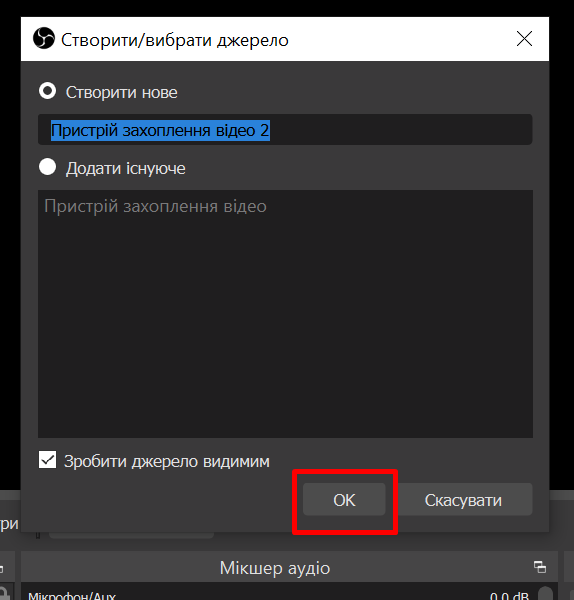 Створити/вибрати джерело
Створити нове
Пристрій захоплення відео 2
Додати існуюче
Пристрій захоплення відео
Зробити джерело видимим
OK
Скасувати
три
Мікшер аудіо
Мікрофон/Aux
0.0 dB